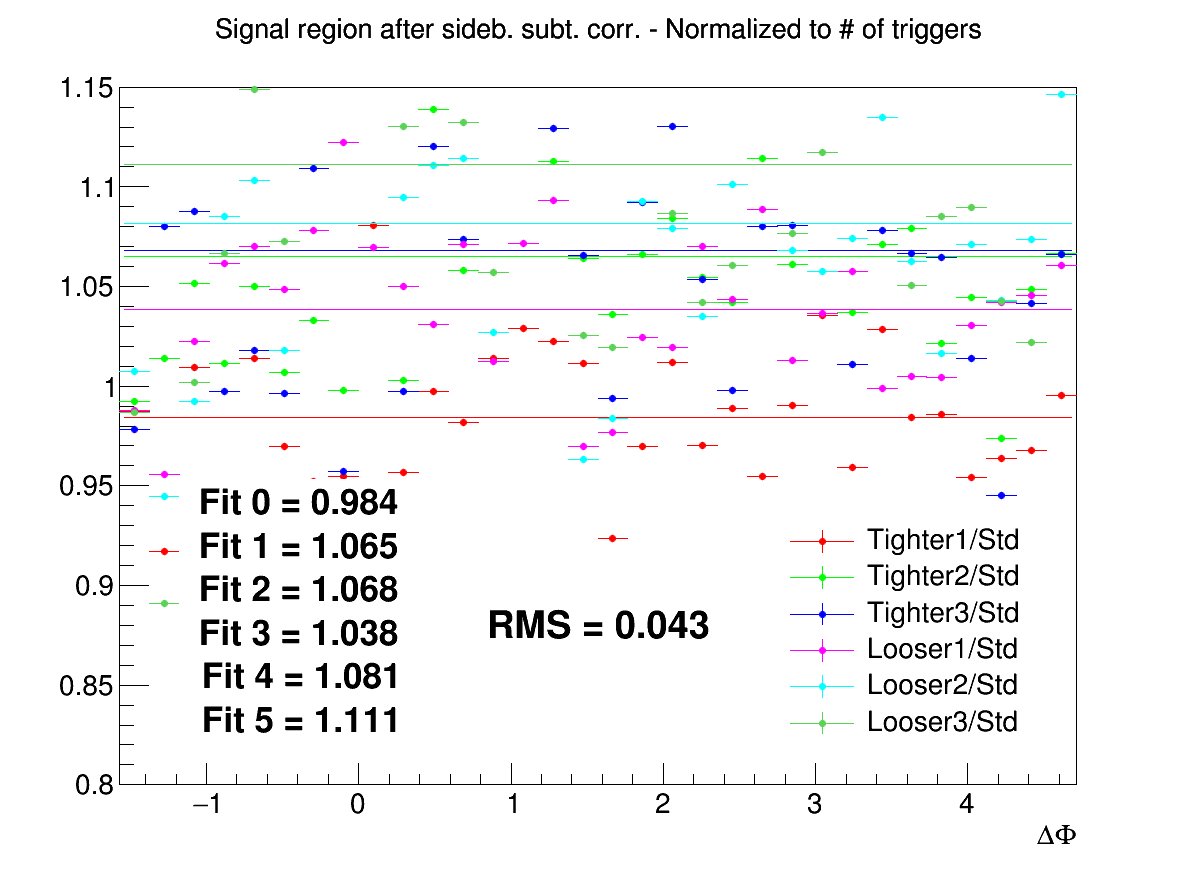 Signal region after sideb. subt. corr. - Normalized to # of triggers
1.15
1.1
1.05
1
0.95
0.9
0.85
0.8
Fit 0 = 0.984
Fit 1 = 1.065
Fit 2 = 1.068
Fit 3 = 1.038
Fit 4 = 1.081
Fit 5 = 1.111
RMS = 0.043
Tighter1/Std
Tighter2/Std
Tighter3/Std
Looser1/Std
Looser2/Std
Looser3/Std
−1 0 1 2 3 4
ΔΦ